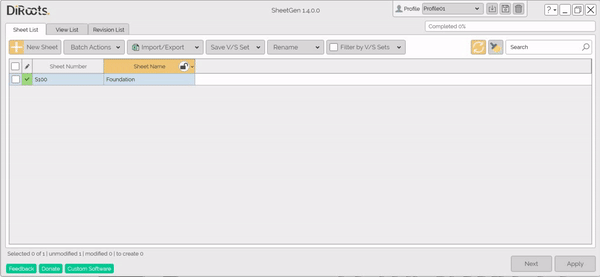 DiRoots.
SheetGen 1.4.0.0
Profile Profile01
?
Completed 0%
Sheet List View List Revision List
New Sheet Batch Actions Import/Export Save V/S Set Rename Filter by V/S Sets Search
Sheet Number Sheet Name
S100 Foundation
Selected 0 of 1 | unmodified 1 | modified 0 | to create 0
Feedback Donate Custom Software
Next Apply